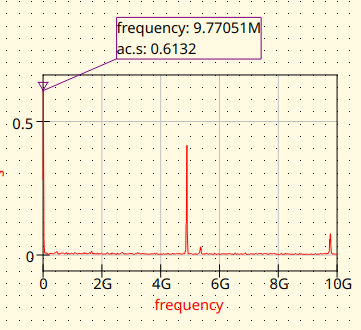 frequency: 9.77051M
ac.s: 0.6132
0.5
0
0 2G 4G 6G 8G 10G
frequency